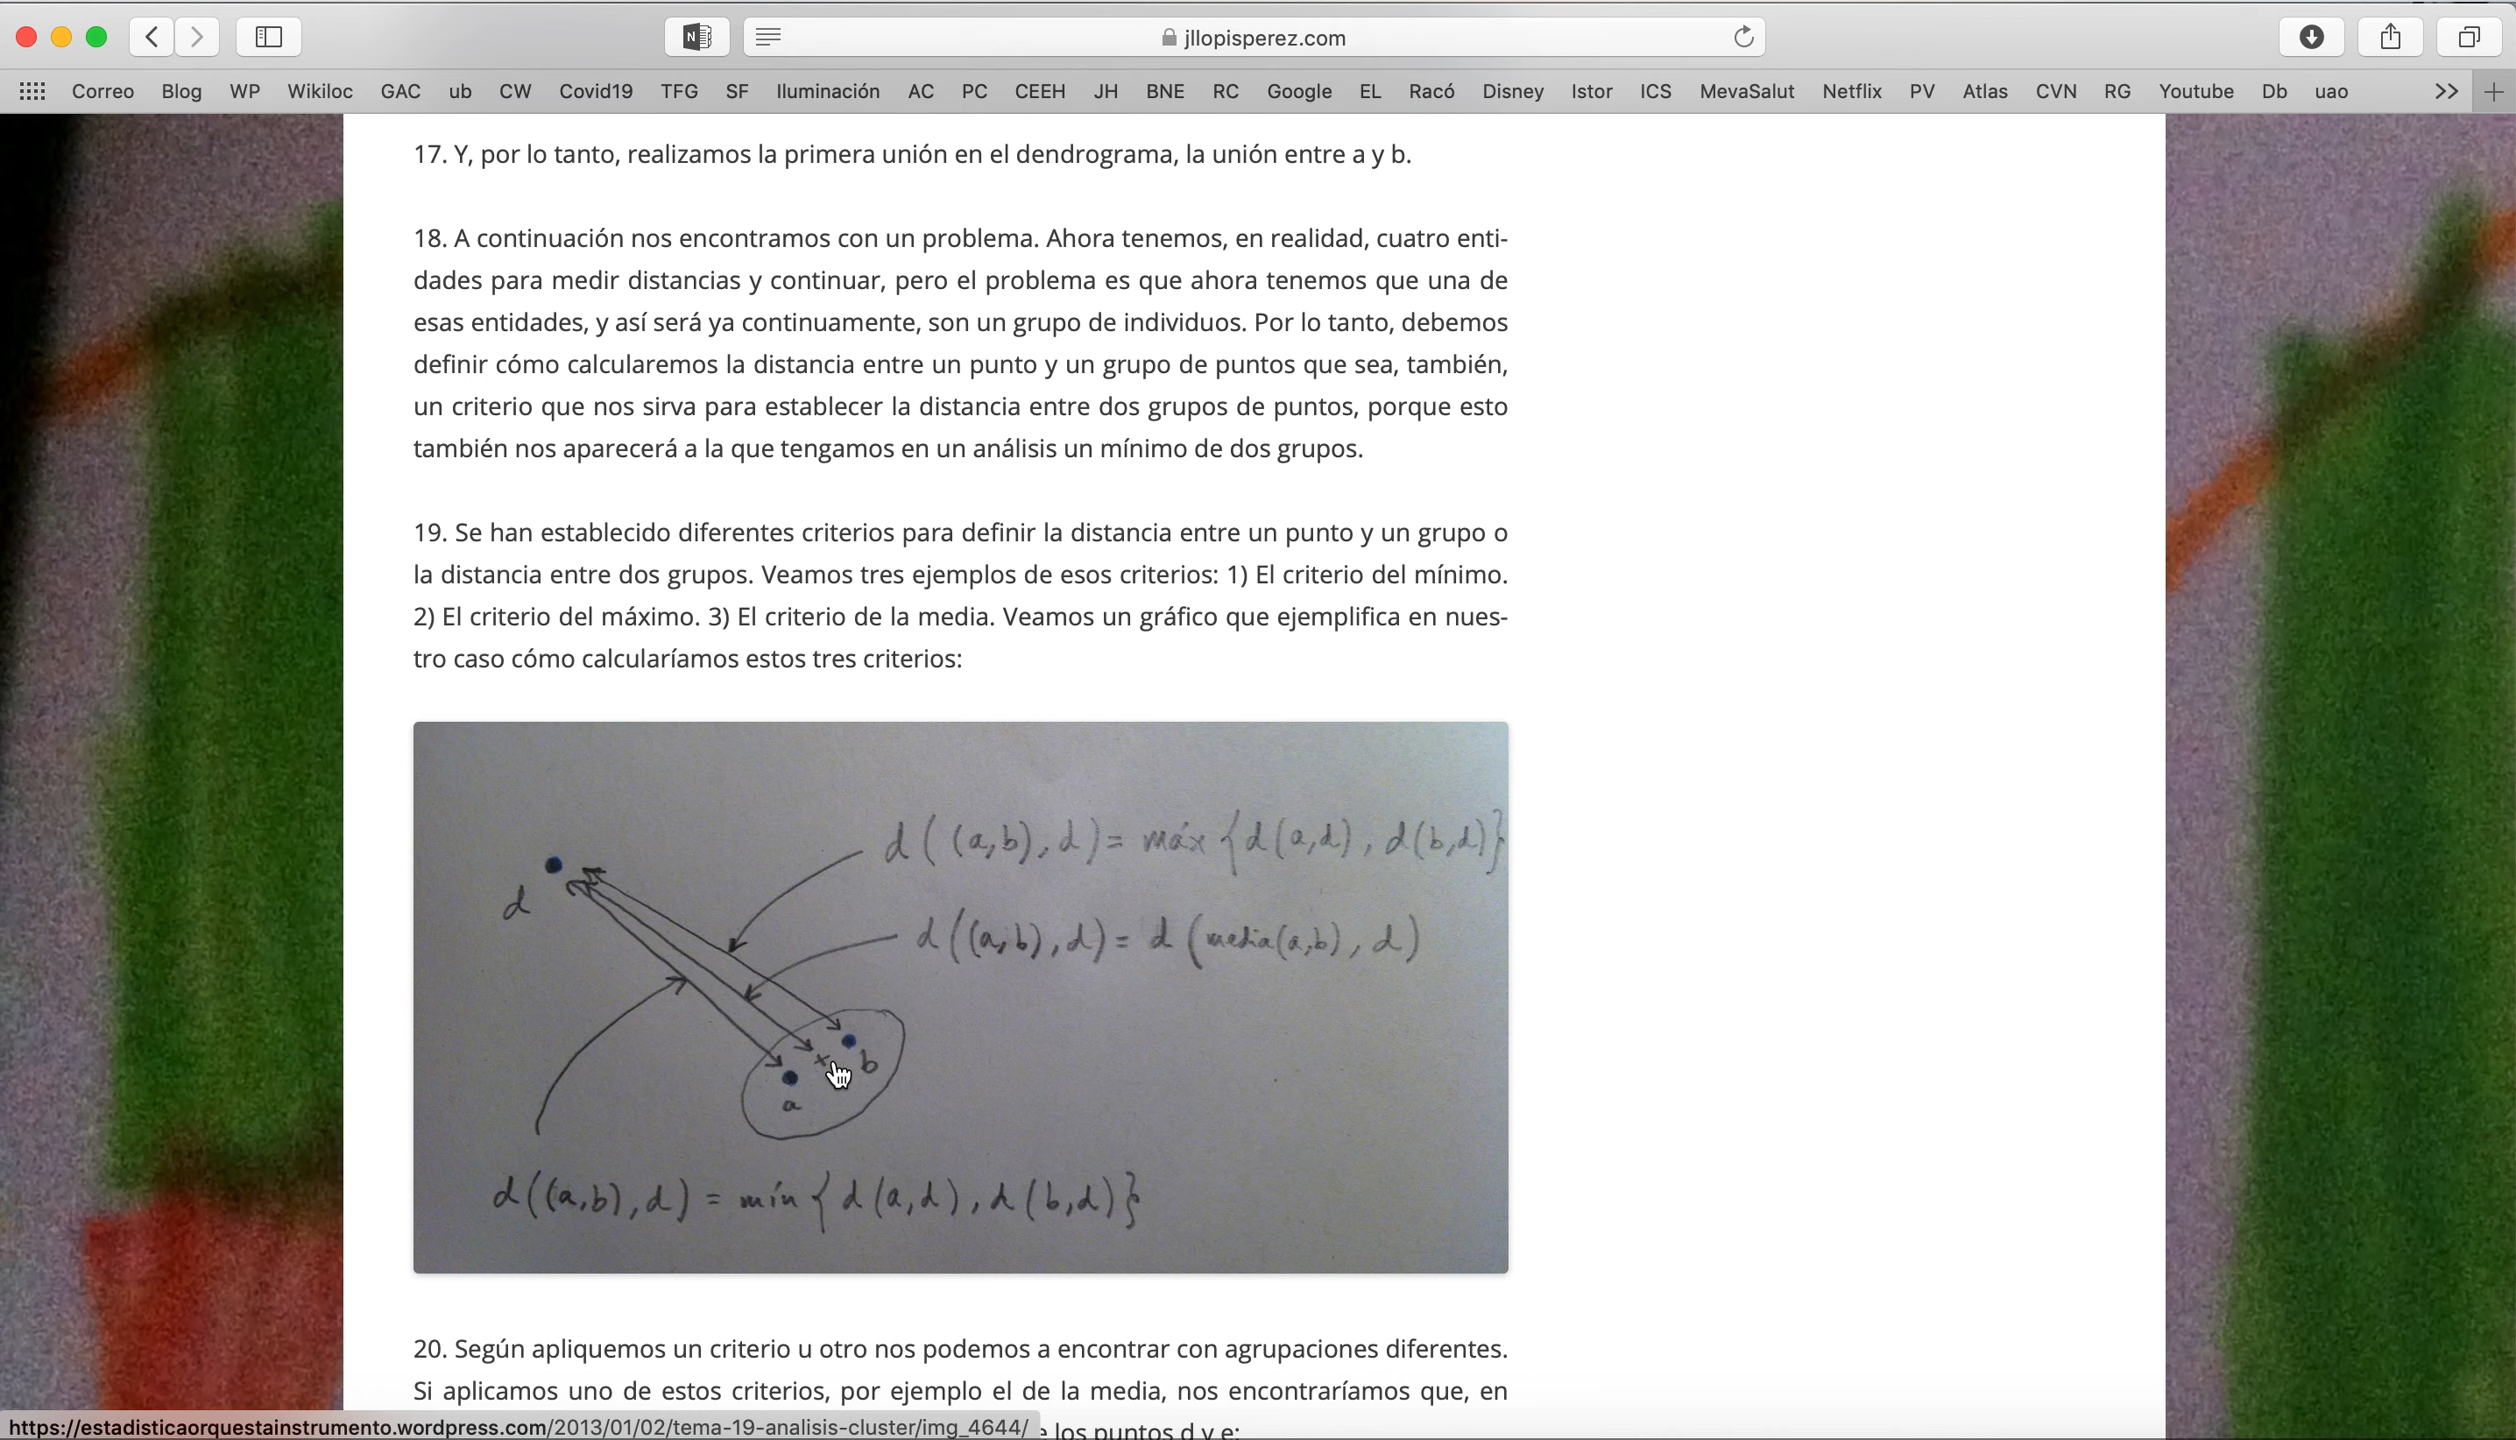 jllopisperez.com
Correo Blog WP Wikiloc GAC ub CW Covid19 TFG SF Iluminación AC PC CEEH JH BNE RC Google EL Racó Disney Istor ICS MevaSalut Netflix PV Atlas CVN RG Youtube Db uao
17. Y, por lo tanto, realizamos la primera unión en el dendrograma, la unión entre a y b.
18. A continuación nos encontramos con un problema. Ahora tenemos, en realidad, cuatro enti-
dades para medir distancias y continuar, pero el problema es que ahora tenemos que una de
esas entidades, y así será ya continuamente, son un grupo de individuos. Por lo tanto, debemos
definir cómo calcularemos la distancia entre un punto y un grupo de puntos que sea, también,
un criterio que nos sirva para establecer la distancia entre dos grupos de puntos, porque esto
también nos aparecerá a la que tengamos en un análisis un mínimo de dos grupos.
19. Se han establecido diferentes criterios para definir la distancia entre un punto y un grupo o
la distancia entre dos grupos. Veamos tres ejemplos de esos criterios: 1) El criterio del mínimo.
2) El criterio del máximo. 3) El criterio de la media. Veamos un gráfico que ejemplifica en nues-
tro caso cómo calcularíamos estos tres criterios:
d((a,b),d)= máx {d(a,d), d(b,d)}
d
d((a,b),d)= d (media(a,b), d)
b
a
d((a,b),d) = mín {d(a,d), d(b,d)}
20. Según apliquemos un criterio u otro nos podemos a encontrar con agrupaciones diferentes.
Si aplicamos uno de estos criterios, por ejemplo el de la media, nos encontraríamos que, en
https://estadisticaorquestainstrumento.wordpress.com/2013/01/02/tema-19-analisis-cluster/img_4644/ e los puntos d y e: